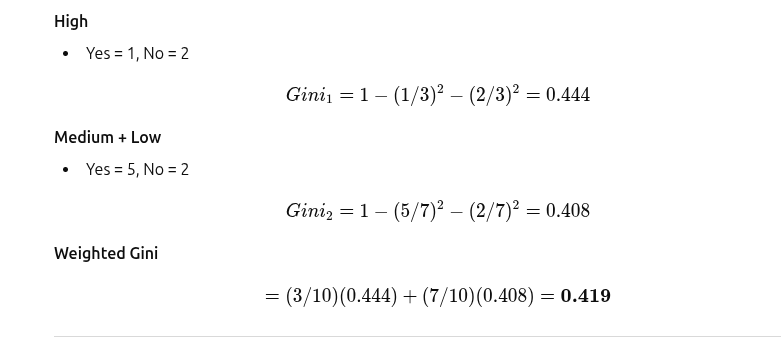 High
• Yes = 1, No = 2
Gini₁ = 1 − (1/3)² − (2/3)² = 0.444
Medium + Low
• Yes = 5, No = 2
Gini₂ = 1 − (5/7)² − (2/7)² = 0.408
Weighted Gini
= (3/10)(0.444) + (7/10)(0.408) = 0.419